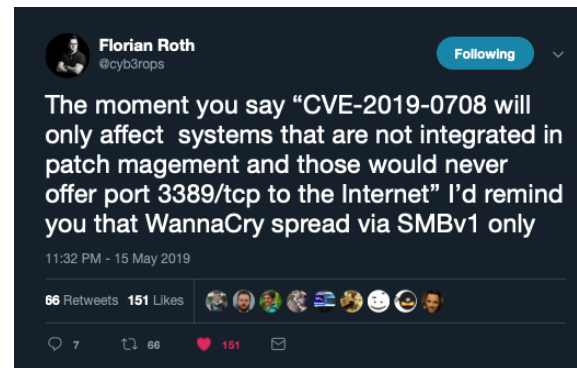 Florian Roth
@cyb3rops
Following
The moment you say “CVE-2019-0708 will
only affect systems that are not integrated in
patch magement and those would never
offer port 3389/tcp to the Internet” I’d remind
you that WannaCry spread via SMBv1 only
11:32 PM - 15 May 2019
66 Retweets 151 Likes
7 66 151